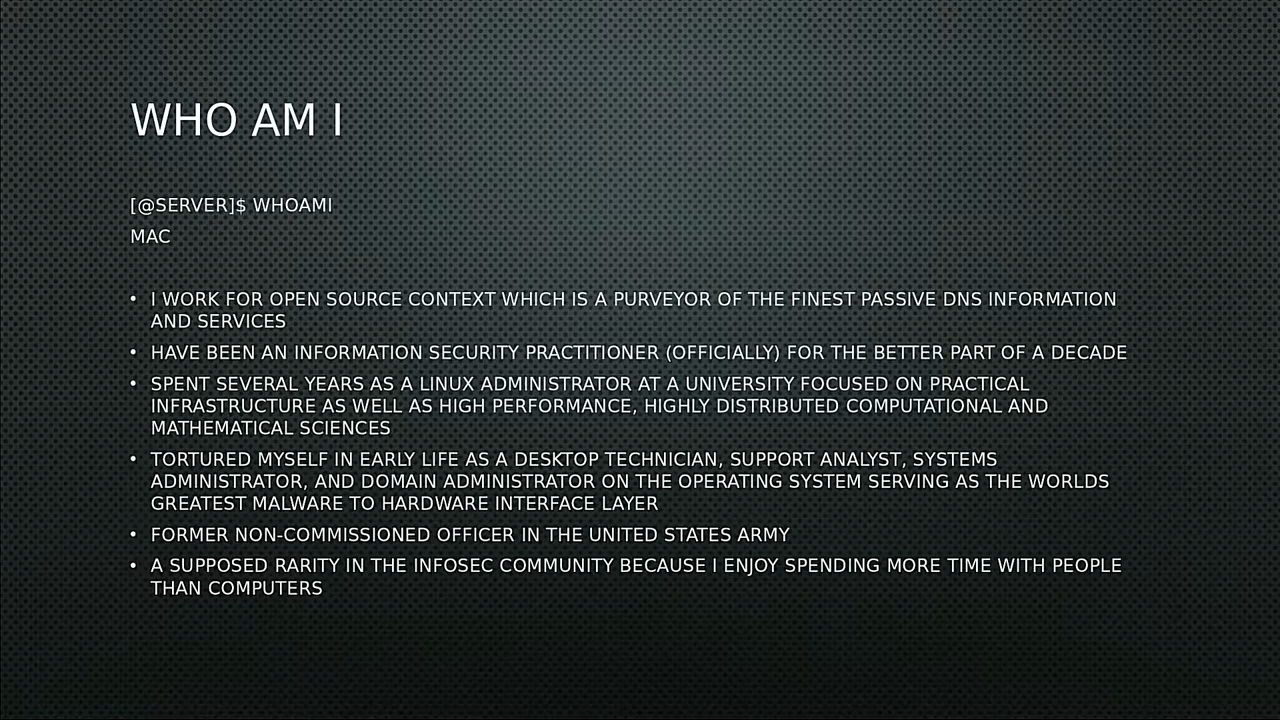 WHO AM I
[@SERVER]$ WHOAMI
MAC
• I WORK FOR OPEN SOURCE CONTEXT WHICH IS A PURVEYOR OF THE FINEST PASSIVE DNS INFORMATION
AND SERVICES
• HAVE BEEN AN INFORMATION SECURITY PRACTITIONER (OFFICIALLY) FOR THE BETTER PART OF A DECADE
• SPENT SEVERAL YEARS AS A LINUX ADMINISTRATOR AT A UNIVERSITY FOCUSED ON PRACTICAL
INFRASTRUCTURE AS WELL AS HIGH PERFORMANCE, HIGHLY DISTRIBUTED COMPUTATIONAL AND
MATHEMATICAL SCIENCES
• TORTURED MYSELF IN EARLY LIFE AS A DESKTOP TECHNICIAN, SUPPORT ANALYST, SYSTEMS
ADMINISTRATOR, AND DOMAIN ADMINISTRATOR ON THE OPERATING SYSTEM SERVING AS THE WORLDS
GREATEST MALWARE TO HARDWARE INTERFACE LAYER
• FORMER NON-COMMISSIONED OFFICER IN THE UNITED STATES ARMY
• A SUPPOSED RARITY IN THE INFOSEC COMMUNITY BECAUSE I ENJOY SPENDING MORE TIME WITH PEOPLE
THAN COMPUTERS